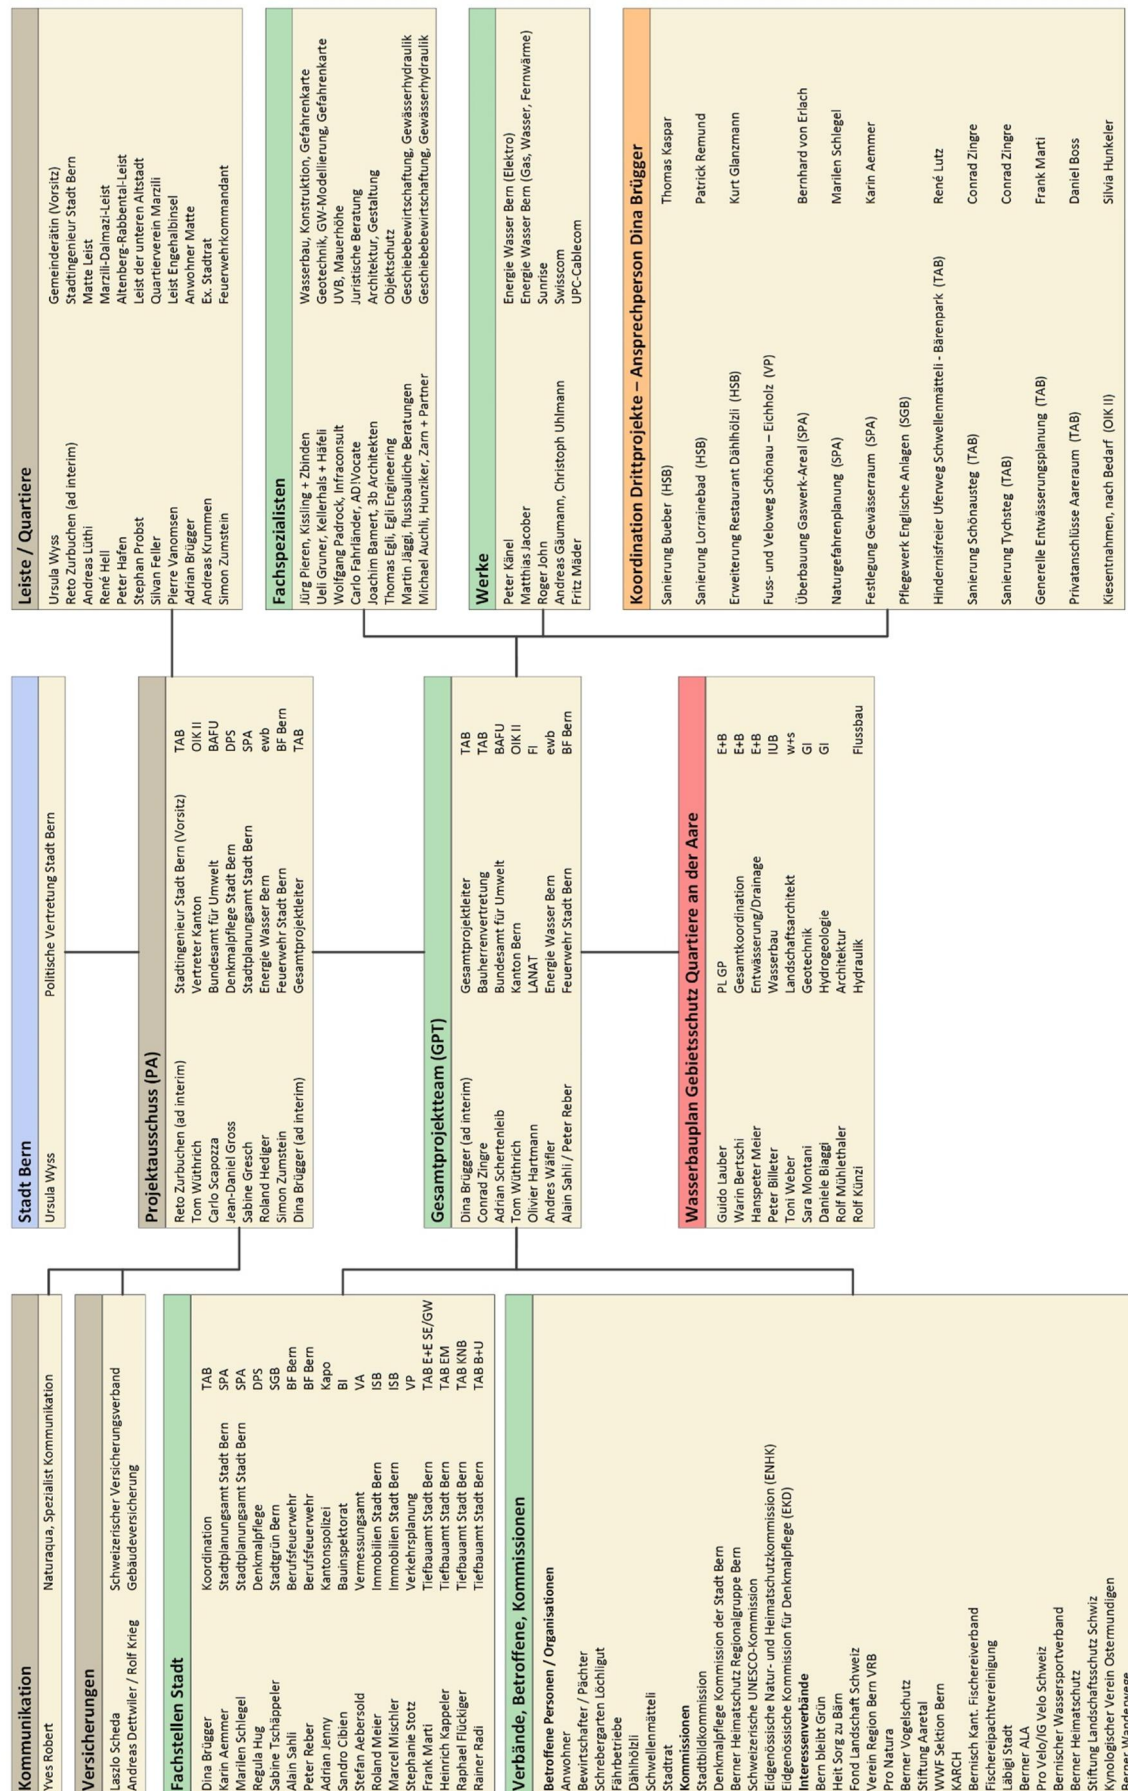 Kommunikation
Yves Robert Naturaqua, Spezialist Kommunikation
Versicherungen
Laszlo Scheda Schweizerischer Versicherungsverband
Andreas Dettwiler / Rolf Krieg Gebäudeversicherung
Fachstellen Stadt
Dina Brügger Koordination TAB
Karin Aemmer Stadtplanungsamt Stadt Bern SPA
Marilen Schlegel Stadtplanungsamt Stadt Bern SPA
Regula Hug Denkmalpflege DPS
Sabine Tschäppeler Stadtgrün Bern SGB
Alain Sahli Berufsfeuerwehr BF Bern
Peter Reber Berufsfeuerwehr BF Bern
Adrian Jenny Kantonspolizei Kapo
Sandro Cibien Bauinspektorat BI
Stefan Aebersold Vermessungsamt VA
Roland Meier Immobilien Stadt Bern ISB
Marcel Mischler Immobilien Stadt Bern ISB
Stephanie Stotz Verkehrsplanung VP
Frank Marti Tiefbauamt Stadt Bern TAB E+E SE/GW
Heinrich Kappeler Tiefbauamt Stadt Bern TAB EM
Raphael Flückiger Tiefbauamt Stadt Bern TAB KNB
Rainer Radi Tiefbauamt Stadt Bern TAB B+U
Verbände, Betroffene, Kommissionen
Betroffene Personen / Organisationen
Anwohner
Bewirtschafter / Pächter
Schrebergarten Löchligut
Fährbetriebe
Dählhölzli
Schwellenmätteli
Stadtrat
Kommissionen
Stadtbildkommission
Denkmalpflege Kommission der Stadt Bern
Berner Heimatschutz Regionalgruppe Bern
Schweizerische UNESCO-Kommission
Eidgenössische Natur- und Heimatschutzkommission (ENHK)
Eidgenössische Kommission für Denkmalpflege (EKD)
Interessenverbände
Bern bleibt Grün
Heit Sorg zu Bärn
Fond Landschaft Schweiz
Verein Region Bern VRB
Pro Natura
Berner Vogelschutz
Stiftung Aaretal
WWF Sektion Bern
KARCH
Bernisch Kant. Fischereiverband
Fischereipachtvereinigung
Läbigi Stadt
Berner ALA
Pro Velo/IG Velo Schweiz
Bernischer Wassersportverband
Berner Heimatschutz
Stiftung Landschaftsschutz Schwiz
Kynologischer Verein Ostermundigen
Berner Wanderwege
Stadt Bern
Ursula Wyss Politische Vertretung Stadt Bern
Projektausschuss (PA)
Reto Zurbuchen (ad interim) Stadtingenieur Stadt Bern (Vorsitz) TAB
Tom Wüthrich Vertreter Kanton OIK II
Carlo Scapozza Bundesamt für Umwelt BAFU
Jean-Daniel Gross Denkmalpflege Stadt Bern DPS
Sabine Gresch Stadtplanungsamt Stadt Bern SPA
Roland Hediger Energie Wasser Bern ewb
Simon Zumstein Feuerwehr Stadt Bern BF Bern
Dina Brügger (ad interim) Gesamtprojektleiter TAB
Gesamtprojektteam (GPT)
Dina Brügger (ad interim) Gesamtprojektleiter TAB
Conrad Zingre Bauherrenvertretung TAB
Adrian Schertenleib Bundesamt für Umwelt BAFU
Tom Wüthrich Kanton Bern OIK II
Olivier Hartmann LANAT FI
Andres Wäfler Energie Wasser Bern ewb
Alain Sahli / Peter Reber Feuerwehr Stadt Bern BF Bern
Wasserbauplan Gebietsschutz Quartiere an der Aare
Guido Lauber PL GP E+B
Warin Bertschi Gesamtkoordination E+B
Hanspeter Meier Entwässerung/Drainage E+B
Peter Billeter Wasserbau IUB
Toni Weber Landschaftsarchitekt w+s
Sara Montani Geotechnik GI
Daniele Biaggi Hydrogeologie GI
Rolf Mühlethaler Architektur
Rolf Künzi Hydraulik Flussbau
Leiste / Quartiere
Ursula Wyss Gemeinderätin (Vorsitz)
Reto Zurbuchen (ad interim) Stadtingenieur Stadt Bern
Andreas Lüthi Matte Leist
René Hell Marzili-Dalmazi-Leist
Peter Hafen Altenberg-Rabbental-Leist
Stephan Probst Leist der unteren Altstadt
Silvan Feller Quartierverein Marzili
Pierre Vanomsen Leist Engehalbinsel
Adrian Brügger Anwohner Matte
Andreas Krummen Ex. Stadtrat
Simon Zumstein Feuerwehrkommandant
Fachspezialisten
Jürg Pieren, Kissling + Zbinden Wasserbau, Konstruktion, Gefahrenkarte
Ueli Gruner, Kellerhals + Häfeli Geotechnik, GW-Modellierung, Gefahrenkarte
Wolfgang Padrock, Infraconsult UVB, Mauerhöhe
Carlo Fahrländer, AD!Vocate Juristische Beratung
Joachim Bamert, 3b Architekten Architektur, Gestaltung
Thomas Egli, Egli Engineering Objektschutz
Martin Jäggi, flussbauliche Beratungen Geschiebebewirtschaftung, Gewässerhydraulik
Michael Auchli, Hunziker, Zarn + Partner Geschiebebewirtschaftung, Gewässerhydraulik
Werke
Peter Känel Energie Wasser Bern (Elektro)
Matthias Jacober Energie Wasser Bern (Gas, Wasser, Fernwärme)
Roger John Sunrise
Andreas Gäumann, Christoph Uhlmann Swisscom
Fritz Mäder UPC-Cablecom
Koordination Drittprojekte – Ansprechperson Dina Brügger
Sanierung Bueber (HSB) Thomas Kaspar
Sanierung Lorrainebad (HSB) Patrick Remund
Erweiterung Restaurant Dählhölzli (HSB) Kurt Glanzmann
Fuss- und Veloweg Schönau – Eichholz (VP)
Überbauung Gaswerk-Areal (SPA) Bernhard von Erlach
Naturgefahrenplanung (SPA) Marilen Schlegel
Festlegung Gewässerraum (SPA) Karin Aemmer
Pflegewerk Englische Anlagen (SGB)
Hindernisfreier Uferweg Schwellenmätteli - Bärenpark (TAB) René Lutz
Sanierung Schönausteg (TAB) Conrad Zingre
Sanierung Tychsteg (TAB) Conrad Zingre
Generelle Entwässerungsplanung (TAB) Frank Marti
Privatanschlüsse Aareraum (TAB) Daniel Boss
Kiesentnahmen, nach Bedarf (OIK II) Silvia Hunkeler